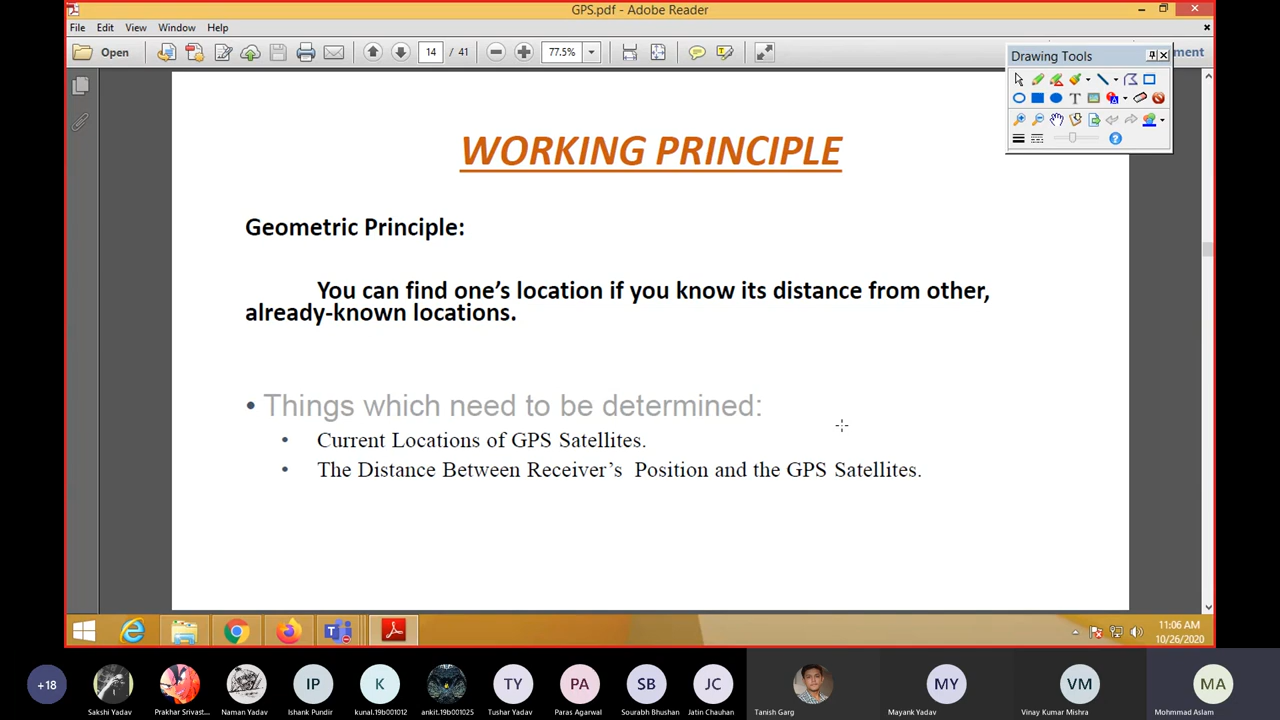 GPS.pdf - Adobe Reader
File Edit View Window Help
Open 14 / 41 77.5%
Drawing Tools
WORKING PRINCIPLE
Geometric Principle:
You can find one's location if you know its distance from other,
already-known locations.
• Things which need to be determined:
• Current Locations of GPS Satellites.
• The Distance Between Receiver's Position and the GPS Satellites.
11:06 AM
10/26/2020
+18 IP K TY PA SB JC MY VM MA
Sakshi Yadav Prakhar Srivast... Naman Yadav Ishank Pundir kunal.19b001012 ankit.19b001025 Tushar Yadav Paras Agarwal Sourabh Bhushan Jatin Chauhan Tanish Garg Mayank Yadav Vinay Kumar Mishra Mohmmad Aslam